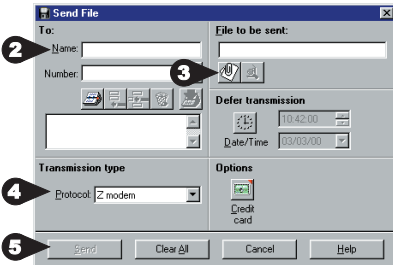 Send File
To:
File to be sent:
2
Name:
Number:
3
Defer transmission
10:42:00
Date/Time
03/03/00
Transmission type
Options
4
Protocol:
Z modem
Credit
card
5
Send
Clear All
Cancel
Help